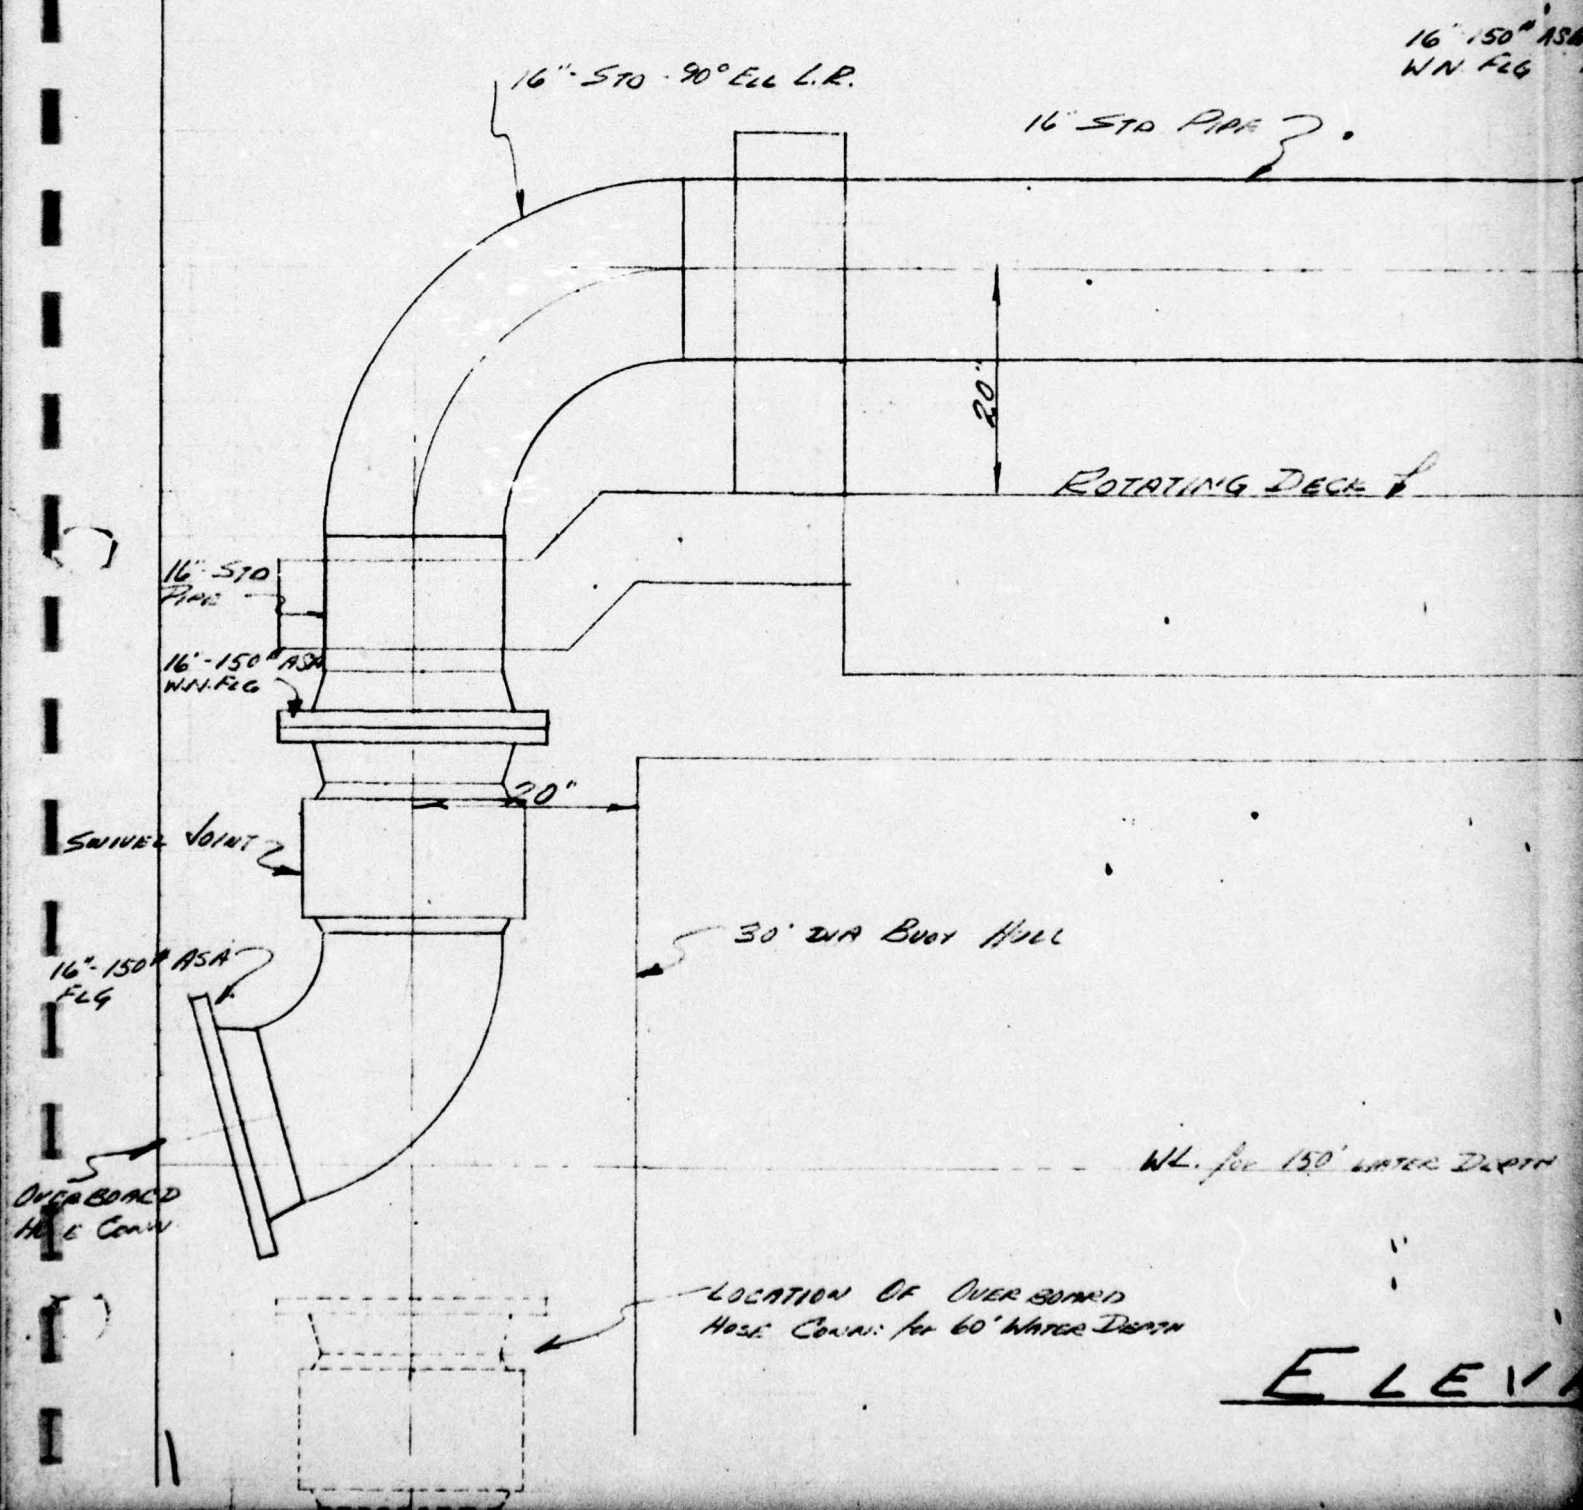 16" 150# ASA
W.N. FLG
16"-STD -90° ELL L.R.
16" STD PIPE
20"
ROTATING DECK
16"-STD
PIPE
16"-150# ASA
W.N. FLG
20"
SWIVEL JOINT
30' DIA BUOY HULL
16"-150# ASA
FLG
WL. for 150' WATER DEPTH
OVERBOARD
HOSE CONN
LOCATION OF OVERBOARD
HOSE CONN: for 60' WATER DEPTH
ELEVA